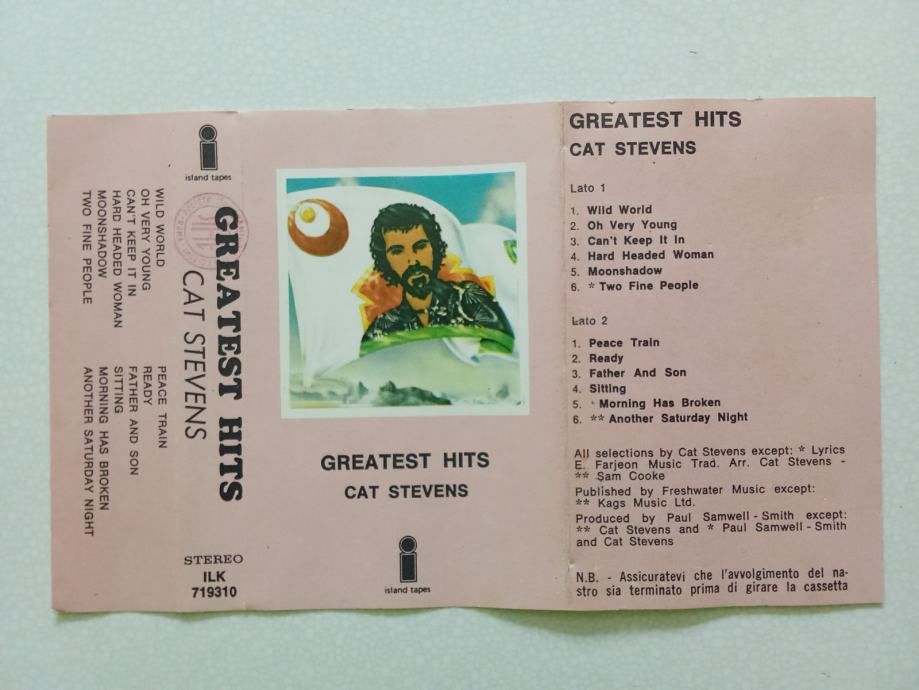 island tapes
WILD WORLD
OH VERY YOUNG
CAN'T KEEP IT IN
HARD HEADED WOMAN
MOONSHADOW
TWO FINE PEOPLE
PEACE TRAIN
READY
FATHER AND SON
SITTING
MORNING HAS BROKEN
ANOTHER SATURDAY NIGHT
GREATEST HITS
CAT STEVENS
STEREO
ILK
719310
GREATEST HITS
CAT STEVENS
island tapes
GREATEST HITS
CAT STEVENS
Lato 1
1. Wild World
2. Oh Very Young
3. Can't Keep It In
4. Hard Headed Woman
5. Moonshadow
6. * Two Fine People
Lato 2
1. Peace Train
2. Ready
3. Father And Son
4. Sitting
5. * Morning Has Broken
6. ** Another Saturday Night
All selections by Cat Stevens except: * Lyrics
E. Farjeon Music Trad. Arr. Cat Stevens -
** Sam Cooke
Published by Freshwater Music except:
** Kags Music Ltd.
Produced by Paul Samwell - Smith except:
** Cat Stevens and * Paul Samwell - Smith
and Cat Stevens
N.B. - Assicuratevi che l'avvolgimento del na-
stro sia terminato prima di girare la cassetta